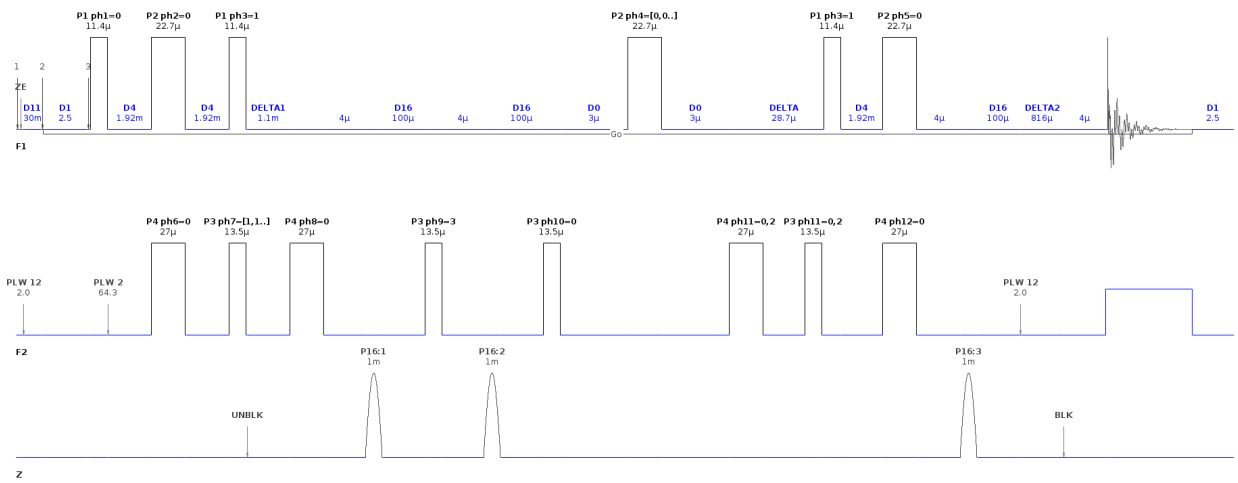 P1 ph1=0 P2 ph2=0 P1 ph3=1 P2 ph4=[0,0..] P1 ph3=1 P2 ph5=0
11.4μ 22.7μ 11.4μ 22.7μ 11.4μ 22.7μ
1 2 3
ZE
D11 D1 D4 D4 DELTA1 D16 D16 D0 D0 DELTA D4 D16 DELTA2 D1
30m 2.5 1.92m 1.92m 1.1m 4μ 100μ 4μ 100μ 3μ 3μ 28.7μ 1.92m 4μ 100μ 816μ 4μ 2.5
Go
F1
P4 ph6=0 P3 ph7=[1,1..] P4 ph8=0 P3 ph9=3 P3 ph10=0 P4 ph11=0,2 P3 ph11=0,2 P4 ph12=0
27μ 13.5μ 27μ 13.5μ 13.5μ 27μ 13.5μ 27μ
PLW 12 PLW 2 PLW 12
2.0 64.3 2.0
F2
P16:1 P16:2 P16:3
1m 1m 1m
UNBLK BLK
Z